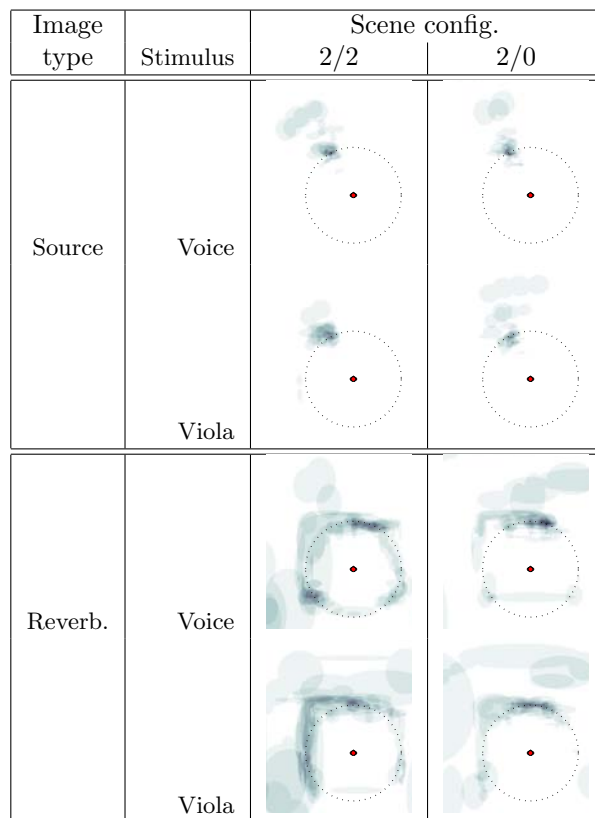 Image Scene config.
type Stimulus 2/2 2/0
Source Voice
Viola
Reverb. Voice
Viola